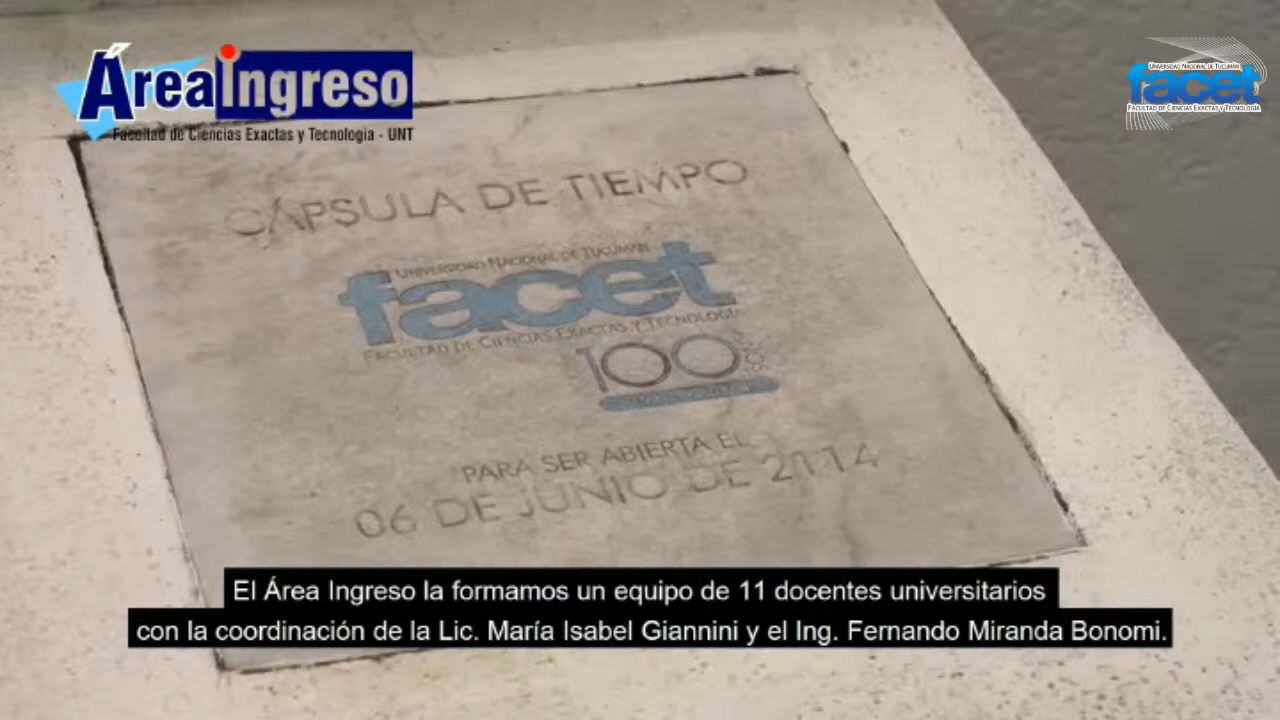 ÁreaIngreso
Facultad de Ciencias Exactas y Tecnología - UNT
UNIVERSIDAD NACIONAL DE TUCUMÁN
facet
FACULTAD DE CIENCIAS EXACTAS Y TECNOLOGÍA
CÁPSULA DE TIEMPO
UNIVERSIDAD NACIONAL DE TUCUMÁN
facet
FACULTAD DE CIENCIAS EXACTAS Y TECNOLOGÍA
100
PARA SER ABIERTA EL
06 DE JUNIO DE 2114
El Área Ingreso la formamos un equipo de 11 docentes universitarios
con la coordinación de la Lic. María Isabel Giannini y el Ing. Fernando Miranda Bonomi.